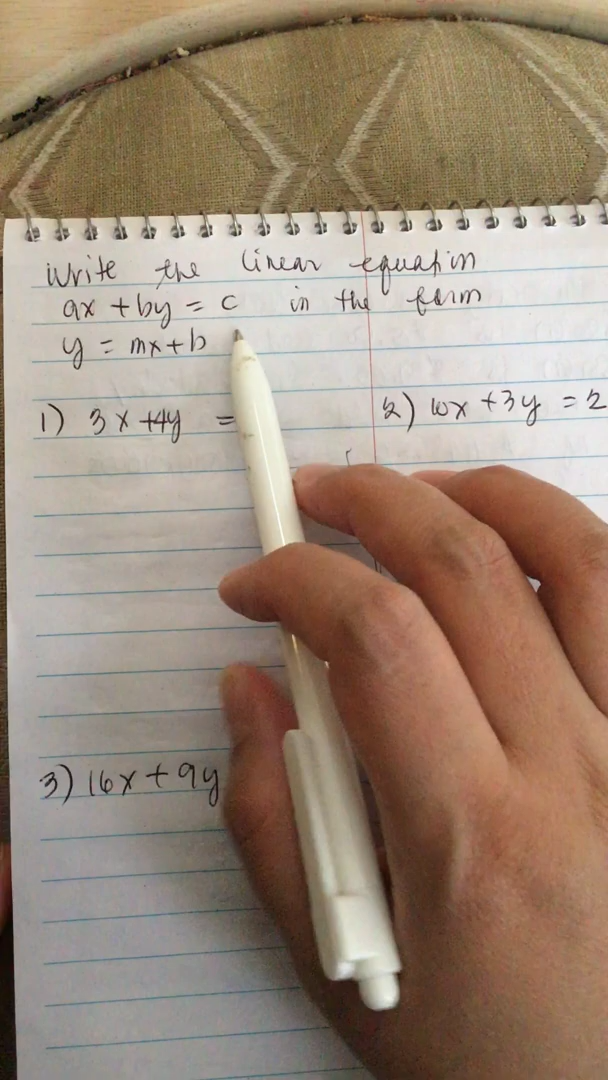 Write the linear equation
ax + by = c in the form
y = mx + b
1) 3x + 4y =
2) 10x + 3y = 2
3) 16x + 9y